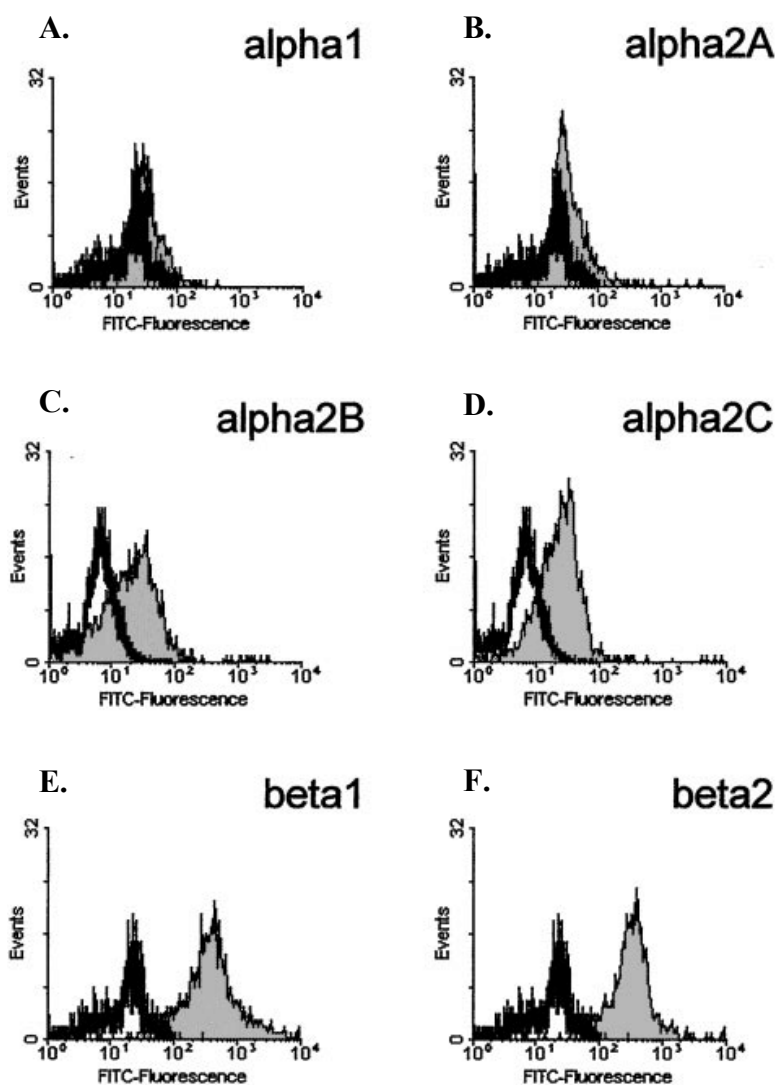 A. alpha1
32
Events
0
10^0 10^1 10^2 10^3 10^4
FITC-Fluorescence
B. alpha2A
32
Events
0
10^0 10^1 10^2 10^3 10^4
FITC-Fluorescence
C. alpha2B
32
Events
0
10^0 10^1 10^2 10^3 10^4
FITC-Fluorescence
D. alpha2C
32
Events
0
10^0 10^1 10^2 10^3 10^4
FITC-Fluorescence
E. beta1
32
Events
0
10^0 10^1 10^2 10^3 10^4
FITC-Fluorescence
F. beta2
32
Events
0
10^0 10^1 10^2 10^3 10^4
FITC-Fluorescence